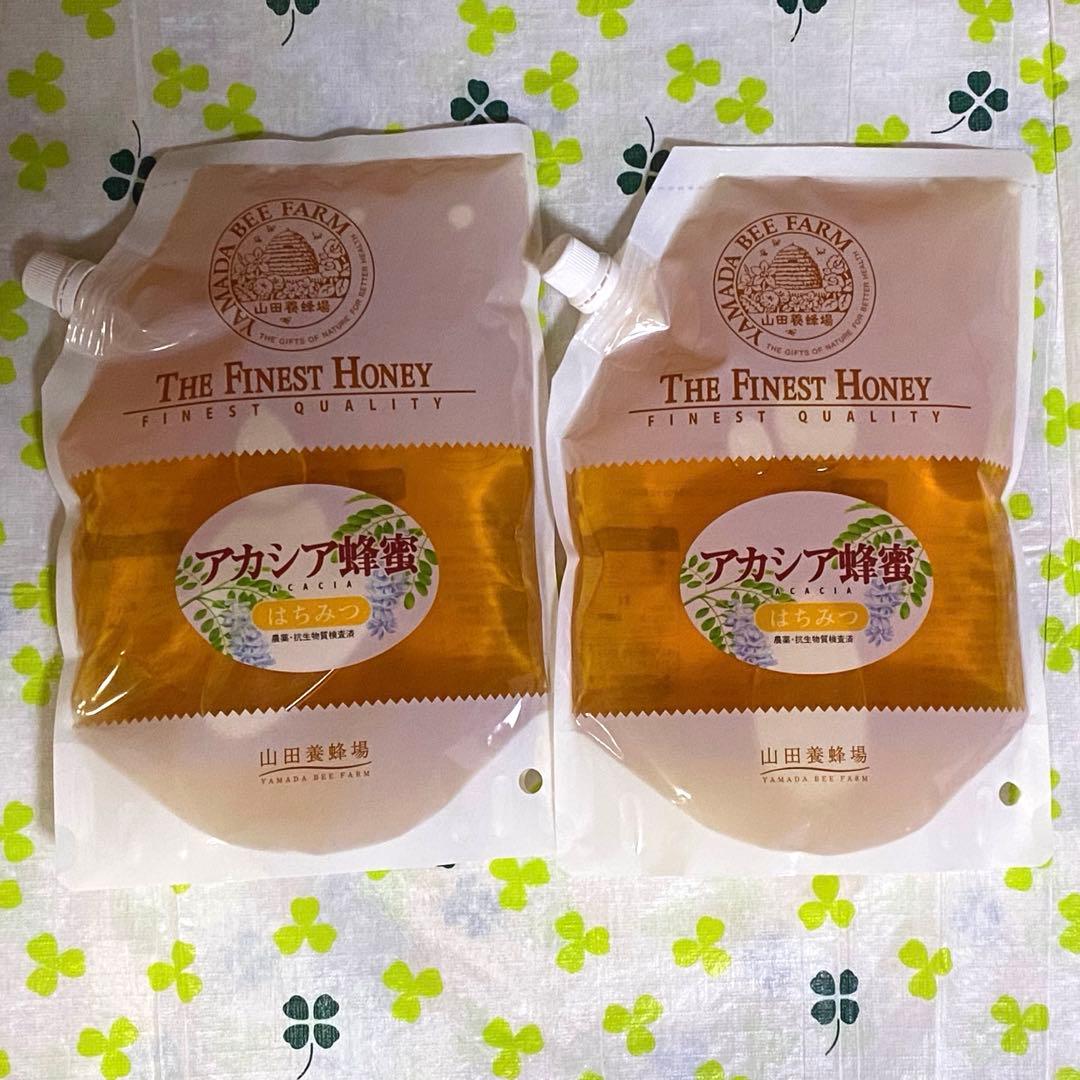 YAMADA BEE FARM
山田養蜂場
THE GIFTS OF NATURE FOR BETTER HEALTH
THE FINEST HONEY
FINEST QUALITY
アカシア蜂蜜
ACACIA
はちみつ
農薬・抗生物質検査済
山田養蜂場
YAMADA BEE FARM
YAMADA BEE FARM
山田養蜂場
THE GIFTS OF NATURE FOR BETTER HEALTH
THE FINEST HONEY
FINEST QUALITY
アカシア蜂蜜
ACACIA
はちみつ
農薬・抗生物質検査済
山田養蜂場
YAMADA BEE FARM